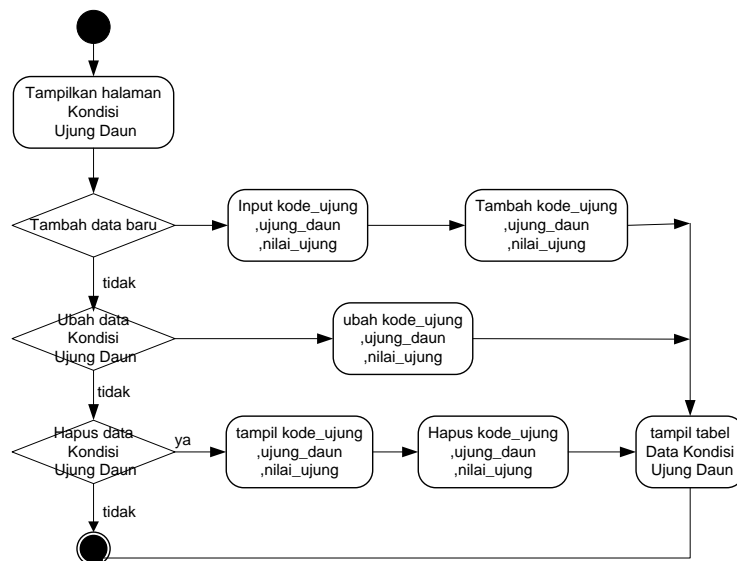 Tampilkan halaman
Kondisi
Ujung Daun
Tambah data baru
Input kode_ujung
,ujung_daun
,nilai_ujung
Tambah kode_ujung
,ujung_daun
,nilai_ujung
tidak
Ubah data
Kondisi
Ujung Daun
ubah kode_ujung
,ujung_daun
,nilai_ujung
tidak
Hapus data
Kondisi
Ujung Daun
ya
tampil kode_ujung
,ujung_daun
,nilai_ujung
Hapus kode_ujung
,ujung_daun
,nilai_ujung
tampil tabel
Data Kondisi
Ujung Daun
tidak